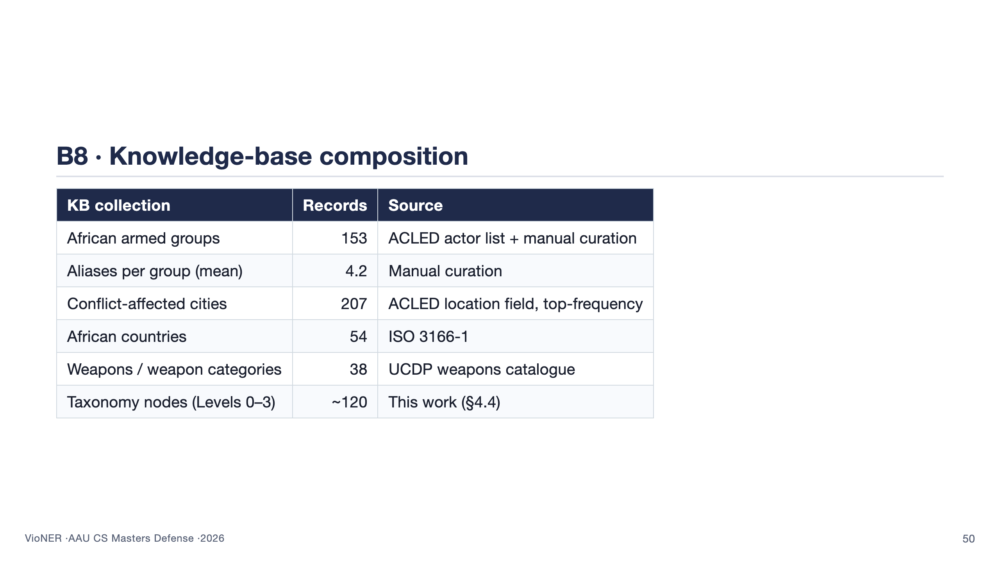 B8 · Knowledge-base composition
KB collection Records Source
African armed groups 153 ACLED actor list + manual curation
Aliases per group (mean) 4.2 Manual curation
Conflict-affected cities 207 ACLED location field, top-frequency
African countries 54 ISO 3166-1
Weapons / weapon categories 38 UCDP weapons catalogue
Taxonomy nodes (Levels 0–3) ~120 This work (§4.4)
VioNER ·AAU CS Masters Defense ·2026 50